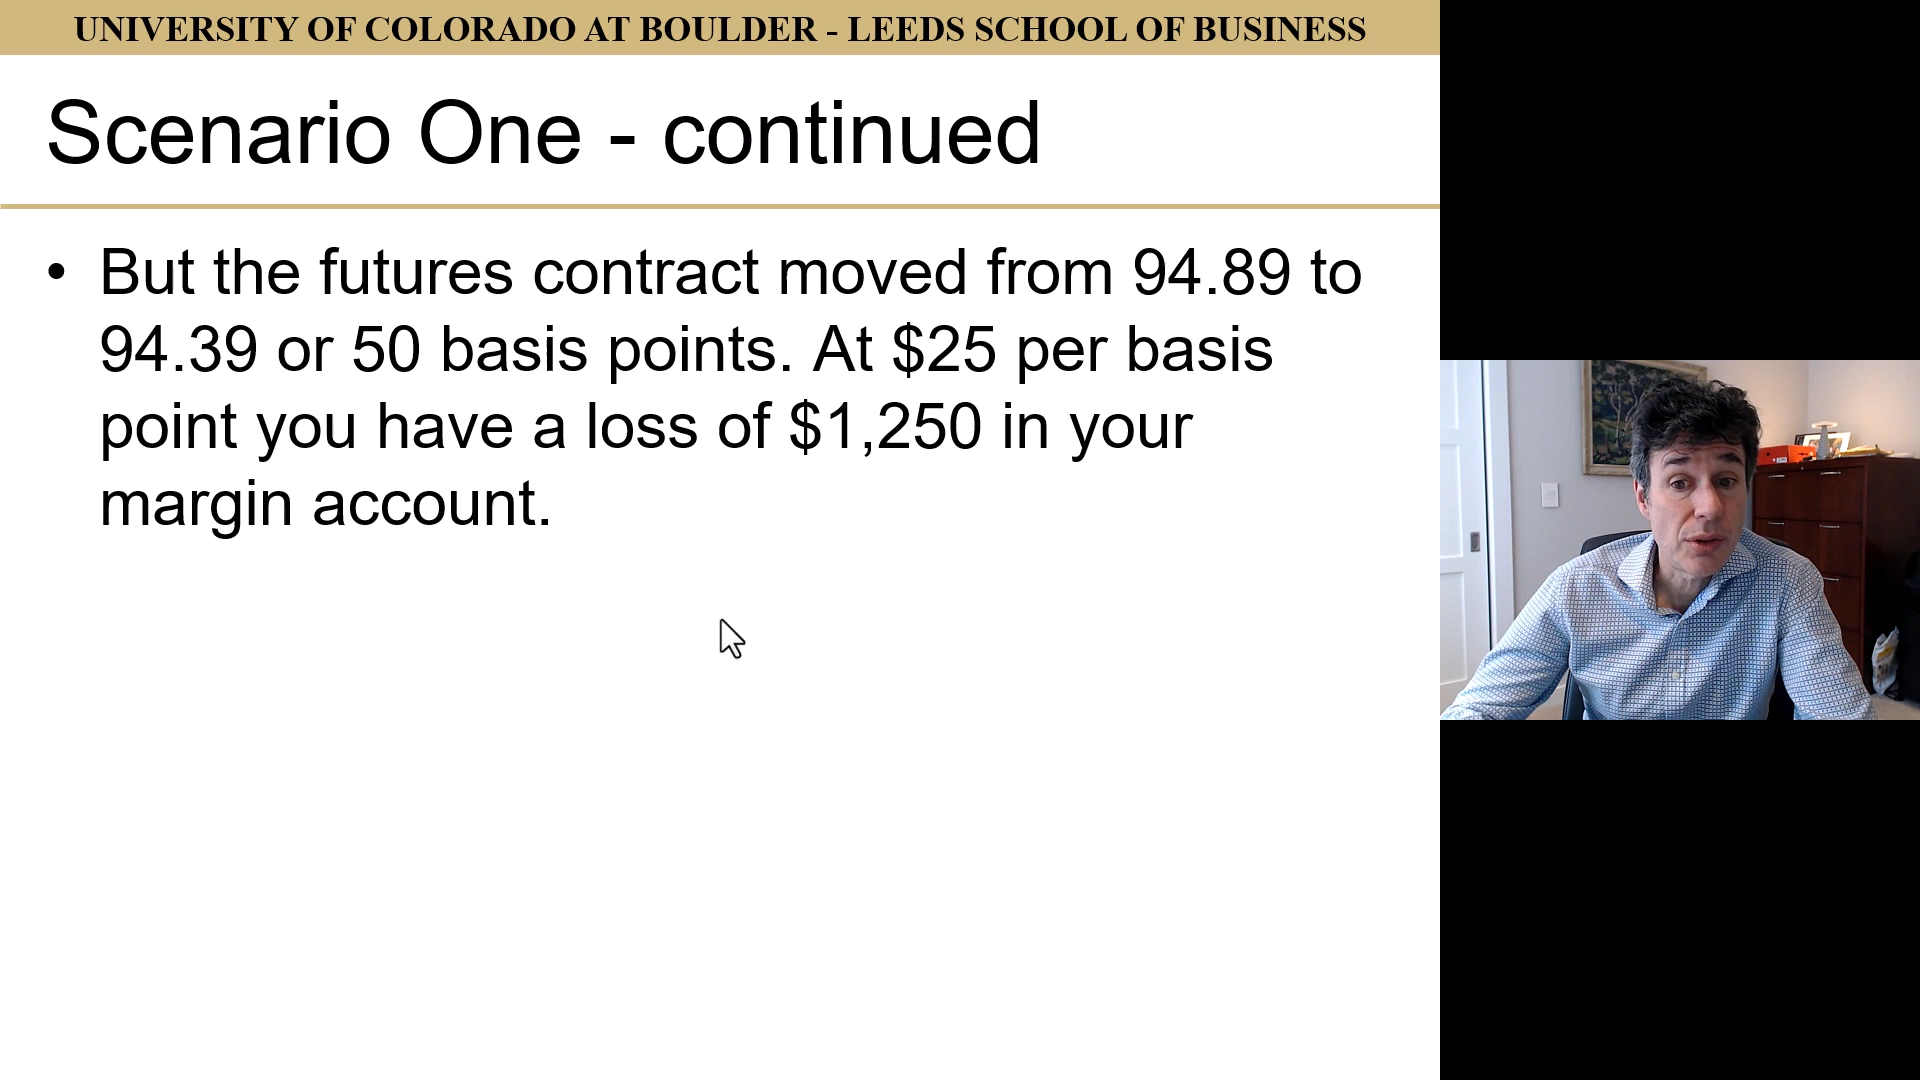 UNIVERSITY OF COLORADO AT BOULDER - LEEDS SCHOOL OF BUSINESS
Scenario One - continued
• But the futures contract moved from 94.89 to
94.39 or 50 basis points. At $25 per basis
point you have a loss of $1,250 in your
margin account.